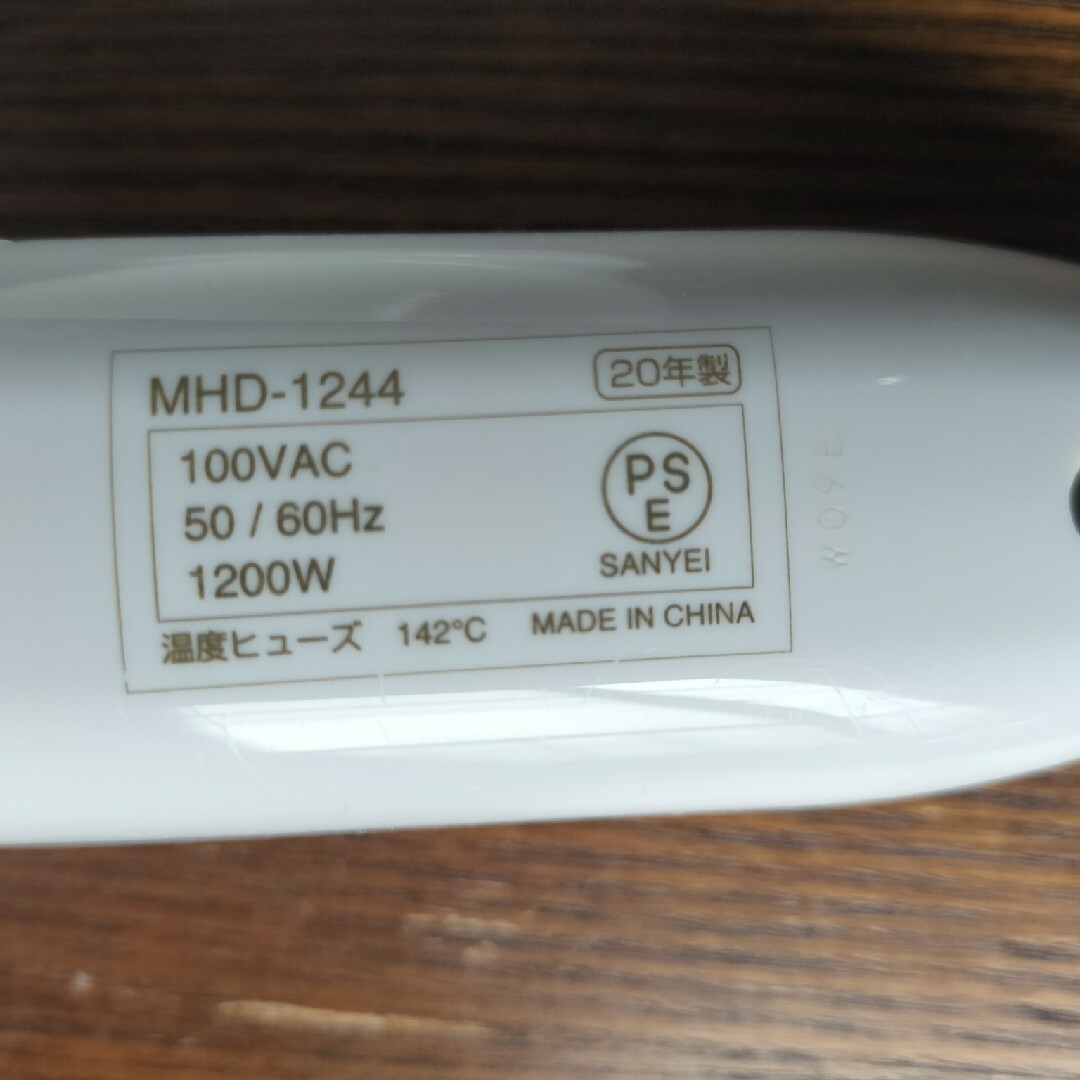 MHD-1244
20年製
100VAC
50 / 60Hz
1200W
PS
E
SANYEI
温度ヒューズ 142℃ MADE IN CHINA